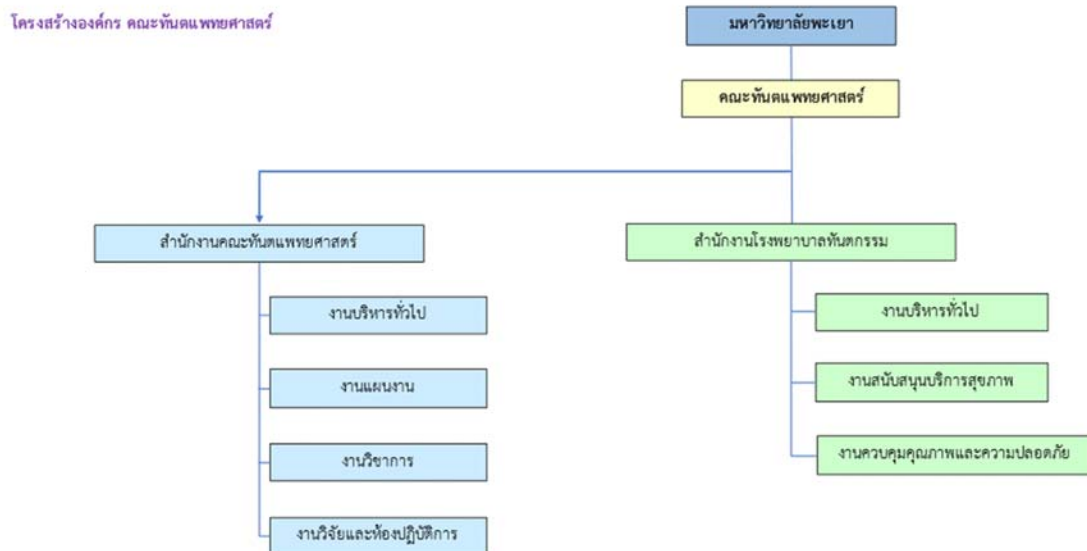 โครงสร้างองค์กร คณะทันตแพทยศาสตร์
มหาวิทยาลัยพะเยา
คณะทันตแพทยศาสตร์
สำนักงานคณะทันตแพทยศาสตร์
งานบริหารทั่วไป
งานแผนงาน
งานวิชาการ
งานวิจัยและห้องปฏิบัติการ
สำนักงานโรงพยาบาลทันตกรรม
งานบริหารทั่วไป
งานสนับสนุนบริการสุขภาพ
งานควบคุมคุณภาพและความปลอดภัย